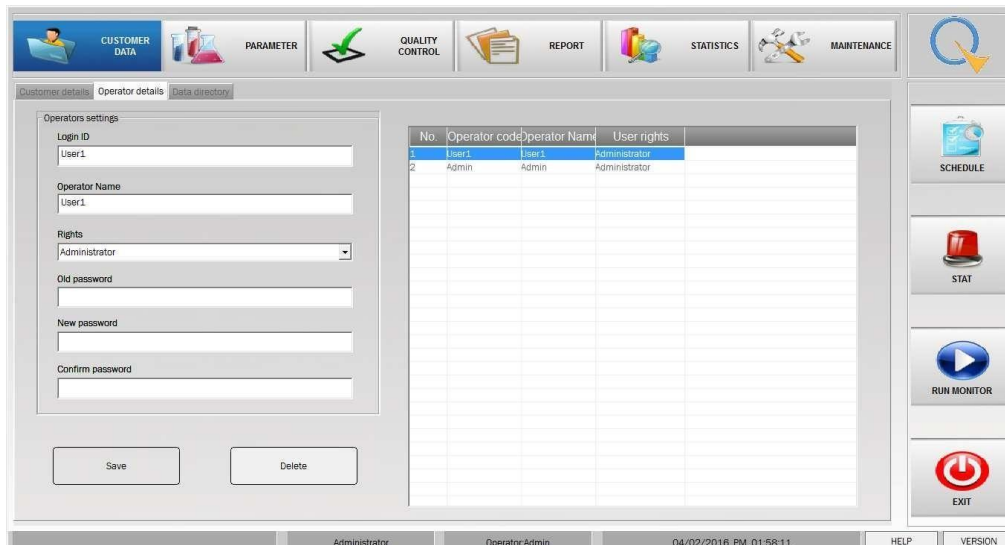 CUSTOMER
DATA
PARAMETER
QUALITY
CONTROL
REPORT
STATISTICS
MAINTENANCE
Customer details Operator details Data directory
Operators settings
Login ID
User1
Operator Name
User1
Rights
Administrator
Old password
New password
Confirm password
Save
Delete
No. Operator code Operator Name User rights
1 User1 User1 Administrator
2 Admin Admin Administrator
SCHEDULE
STAT
RUN MONITOR
EXIT
Administrator
Operator:Admin
04/02/2016 PM 01:58:11
HELP
VERSION